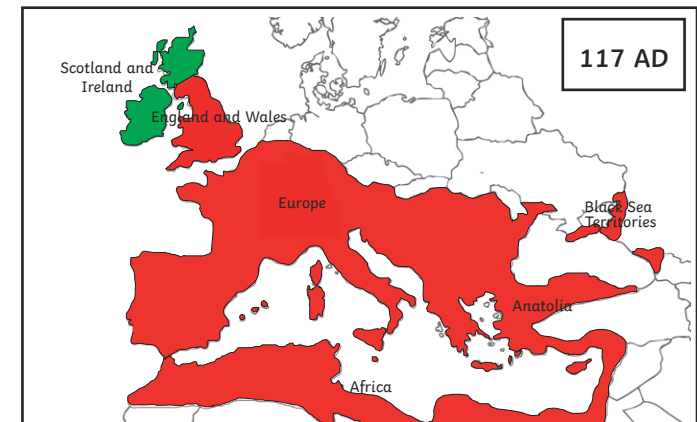 117 AD
Scotland and
Ireland
England and Wales
Europe
Black Sea
Territories
Anatolia
Africa